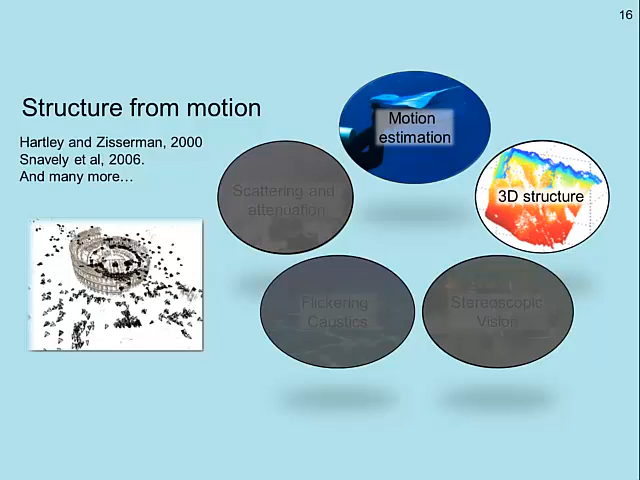 16
Structure from motion
Hartley and Zisserman, 2000
Snavely et al, 2006.
And many more…
Motion
estimation
3D structure
Scattering and
attenuation
Flickering
Caustics
Stereoscopic
Vision